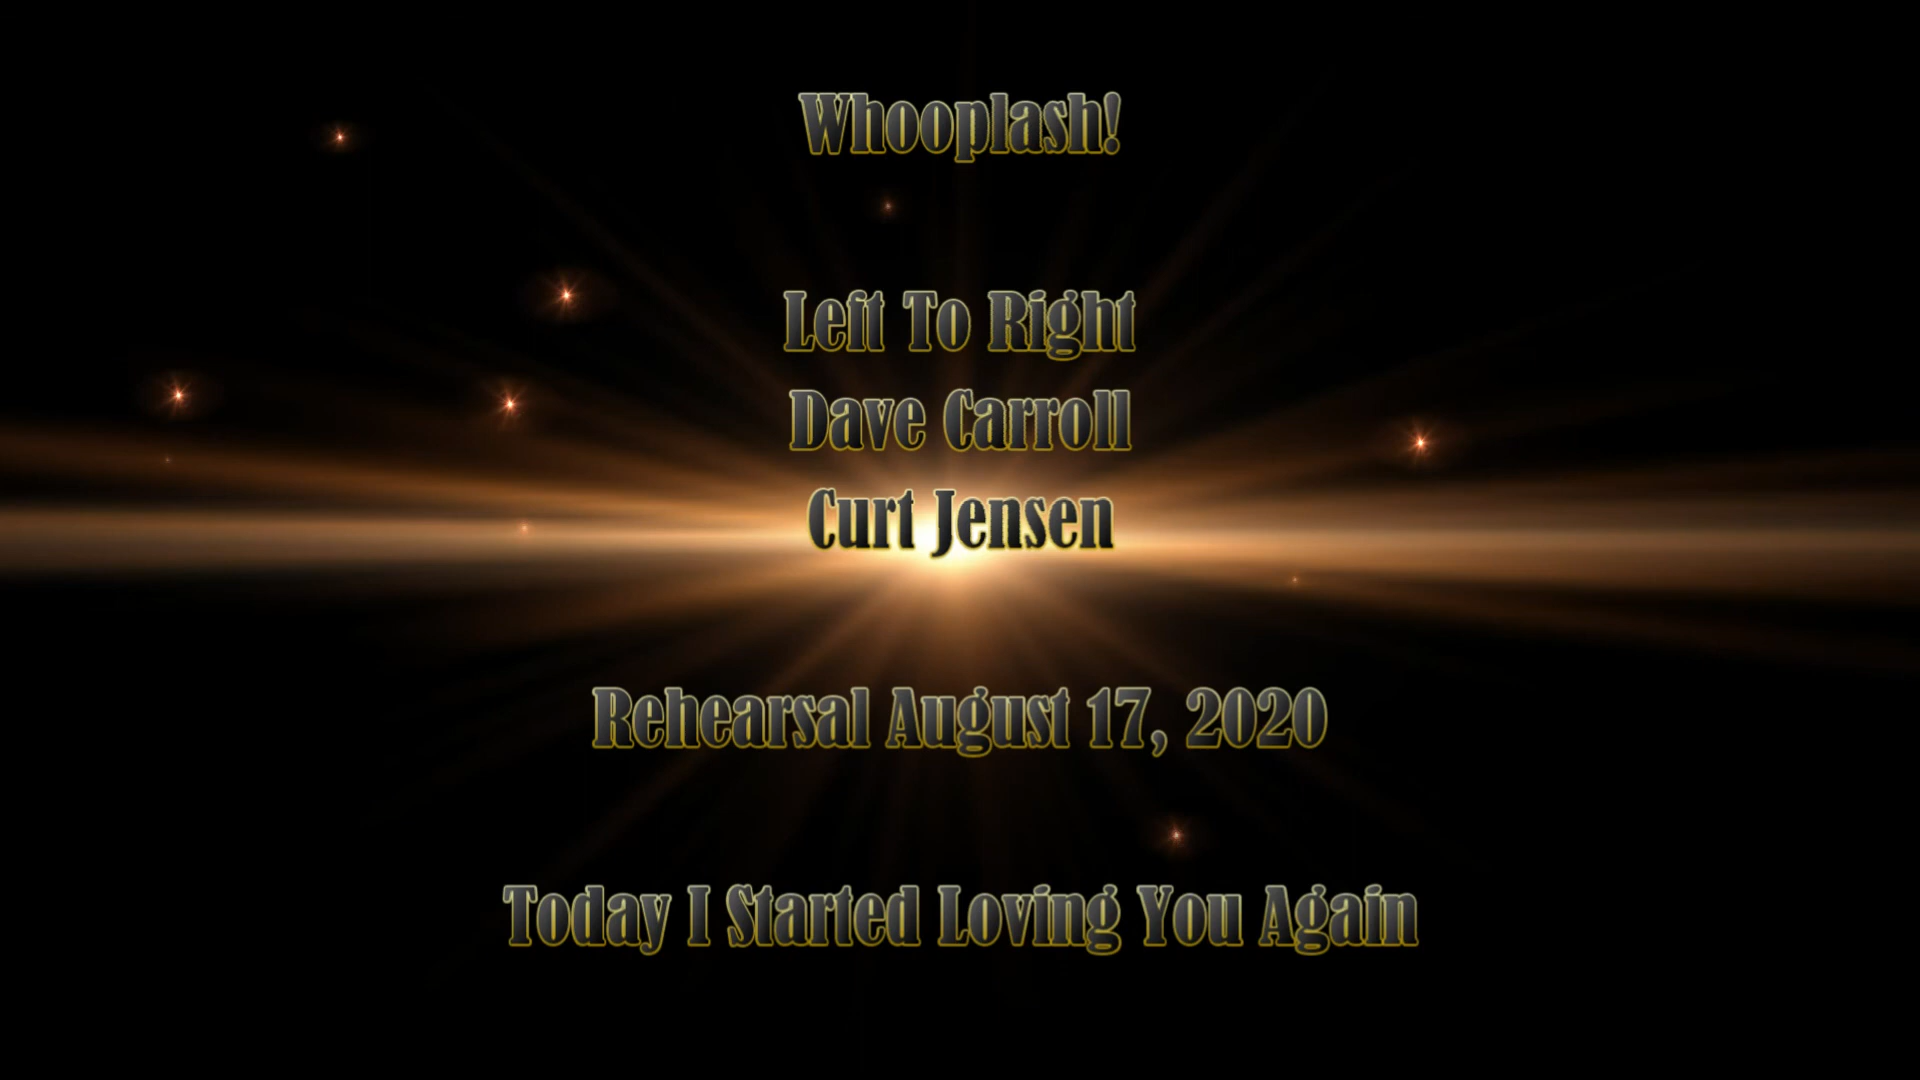 Whooplash!
Left To Right
Dave Carroll
Curt Jensen
Rehearsal August 17, 2020
Today I Started Loving You Again